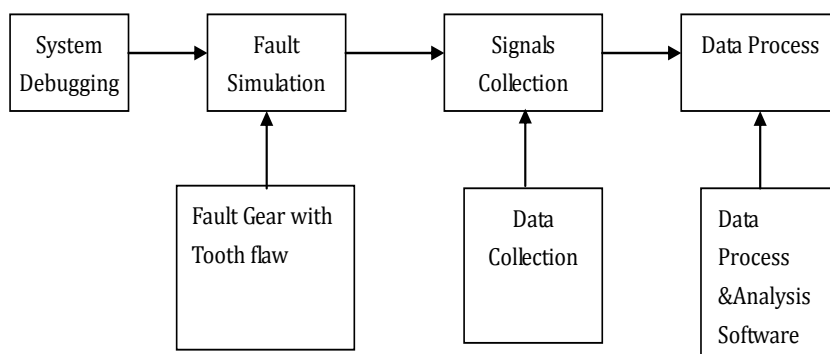 System
Debugging
Fault
Simulation
Signals
Collection
Data Process
Fault Gear with
Tooth flaw
Data
Collection
Data
Process
&Analysis
Software